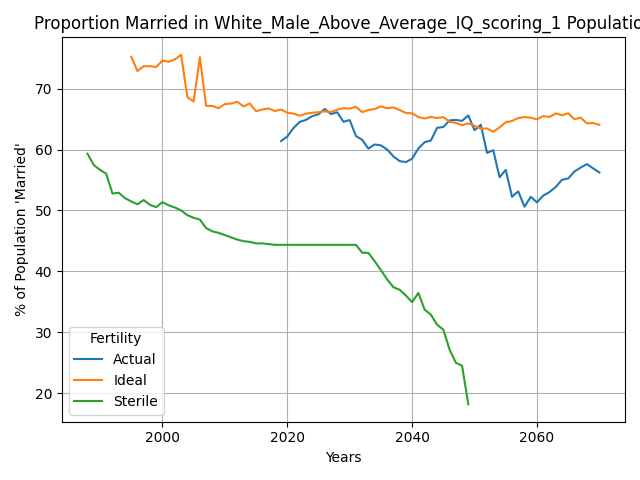 Proportion Married in White_Male_Above_Average_IQ_scoring_1 Populatio
% of Population 'Married'
70
60
50
40
30
20
Fertility
Actual
Ideal
Sterile
2000
2020
2040
2060
Years